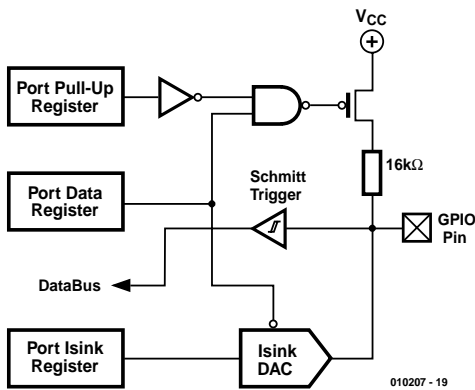 VCC
Port Pull-Up
Register
16kΩ
Port Data
Register
Schmitt
Trigger
GPIO
Pin
DataBus
Port Isink
Register
Isink
DAC
010207 - 19